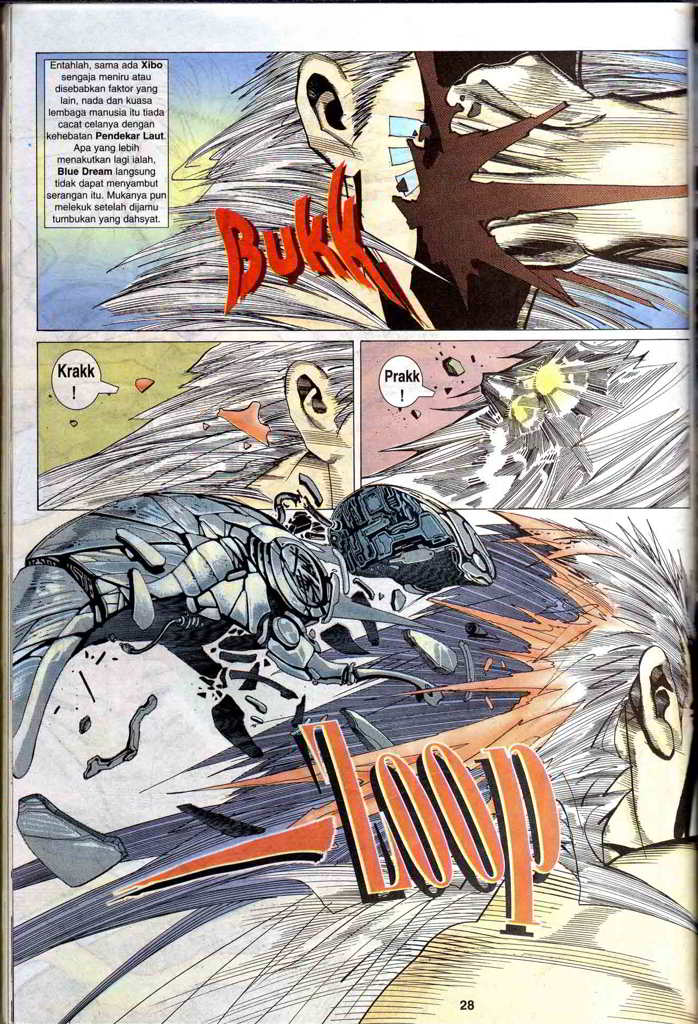 Entahlah, sama ada Xibo
sengaja meniru atau
disebabkan faktor yang
lain, nada dan kuasa
lembaga manusia itu tiada
cacat celanya dengan
kehebatan Pendekar Laut.
Apa yang lebih
menakutkan lagi ialah,
Blue Dream langsung
tidak dapat menyambut
serangan itu. Mukanya pun
melekuk setelah dijamu
tumbukan yang dahsyat.
BUKK
Krakk
!
Prakk
!
Loop
28